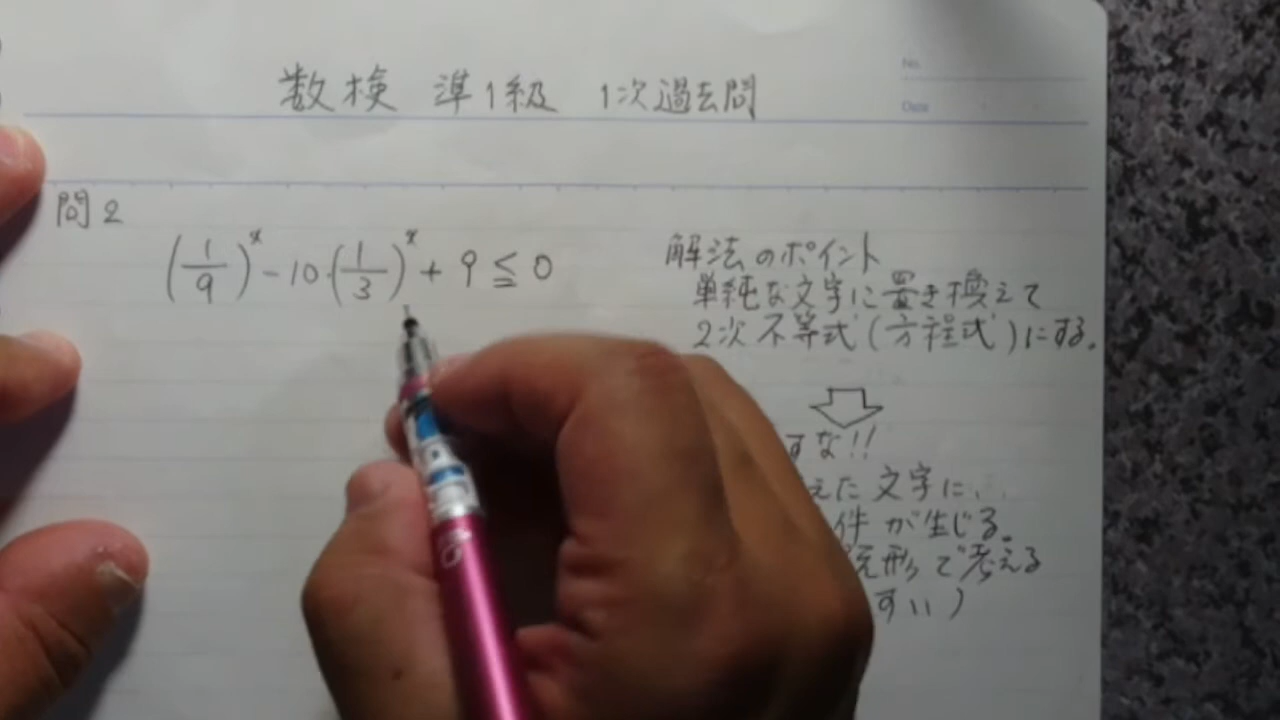 No.
Date
数検 準1級 1次過去問
問2
(1/9)^x - 10・(1/3)^x + 9 ≦ 0
解法のポイント
単純な文字に置き換えて
2次不等式(方程式)にする。
すな!!
えた文字に、
件が生じる。
形で考える
すい)